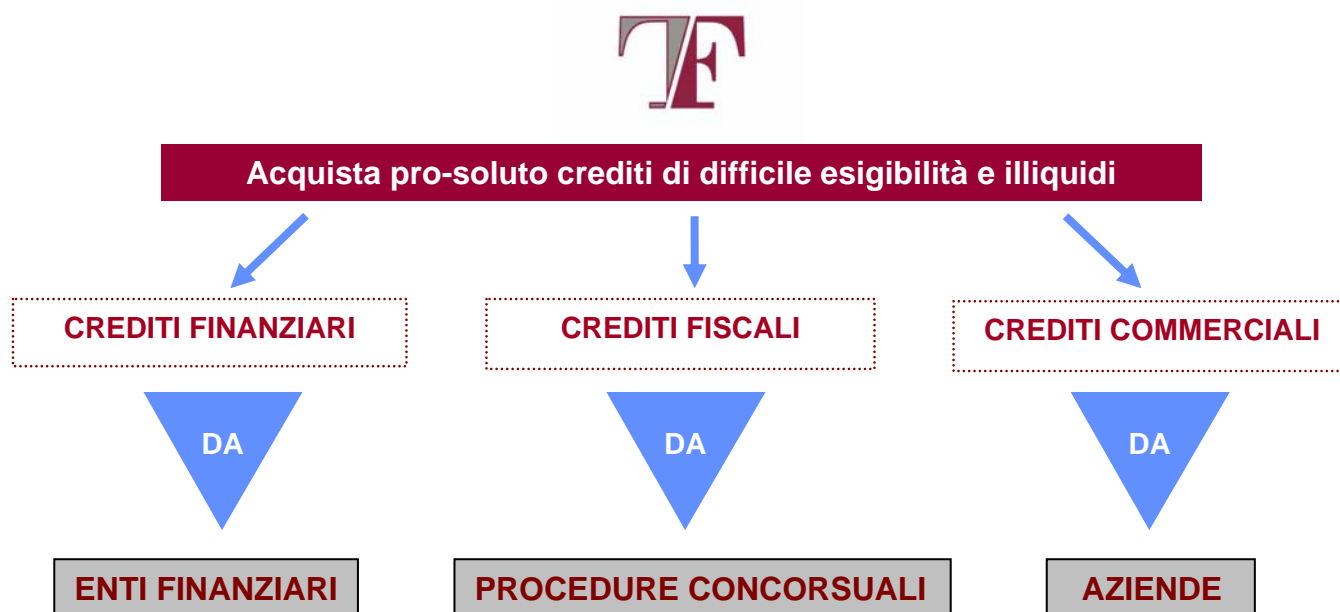 TF
Acquista pro-soluto crediti di difficile esigibilità e illiquidi
CREDITI FINANZIARI
CREDITI FISCALI
CREDITI COMMERCIALI
DA
DA
DA
ENTI FINANZIARI
PROCEDURE CONCORSUALI
AZIENDE